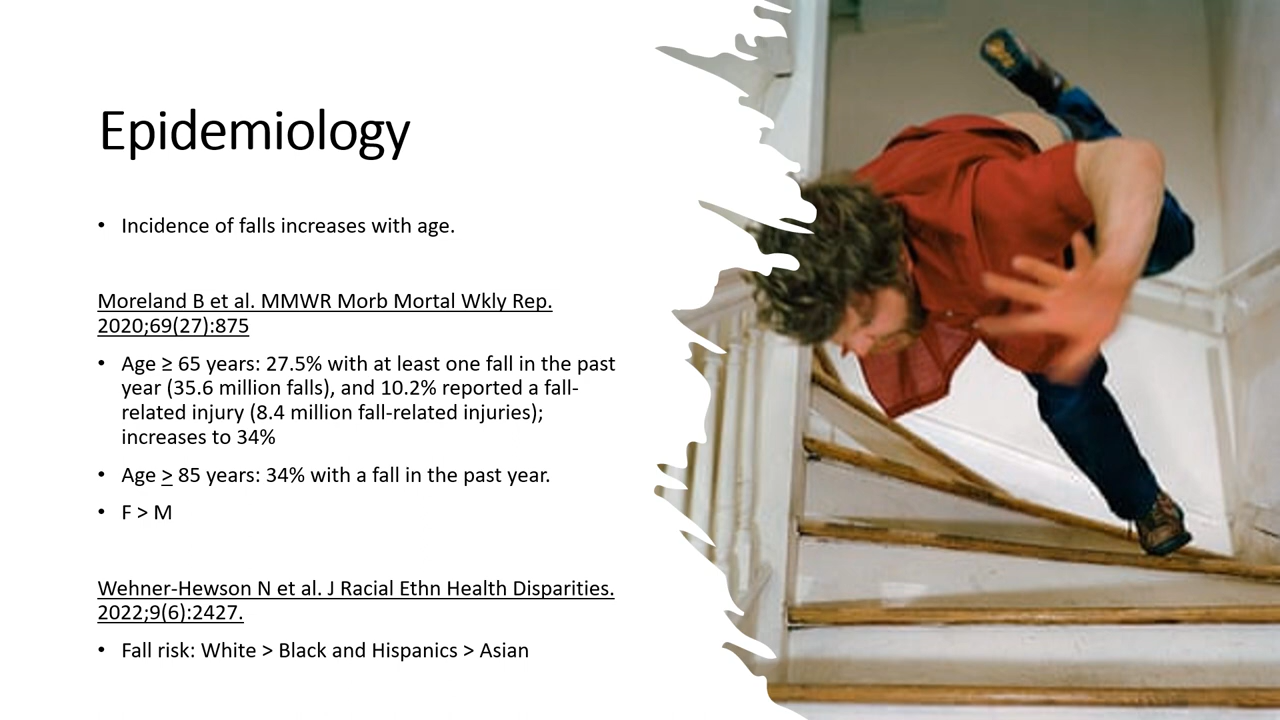 Epidemiology
• Incidence of falls increases with age.
Moreland B et al. MMWR Morb Mortal Wkly Rep.
2020;69(27):875
• Age ≥ 65 years: 27.5% with at least one fall in the past
year (35.6 million falls), and 10.2% reported a fall-
related injury (8.4 million fall-related injuries);
increases to 34%
• Age ≥ 85 years: 34% with a fall in the past year.
• F > M
Wehner-Hewson N et al. J Racial Ethn Health Disparities.
2022;9(6):2427.
• Fall risk: White > Black and Hispanics > Asian